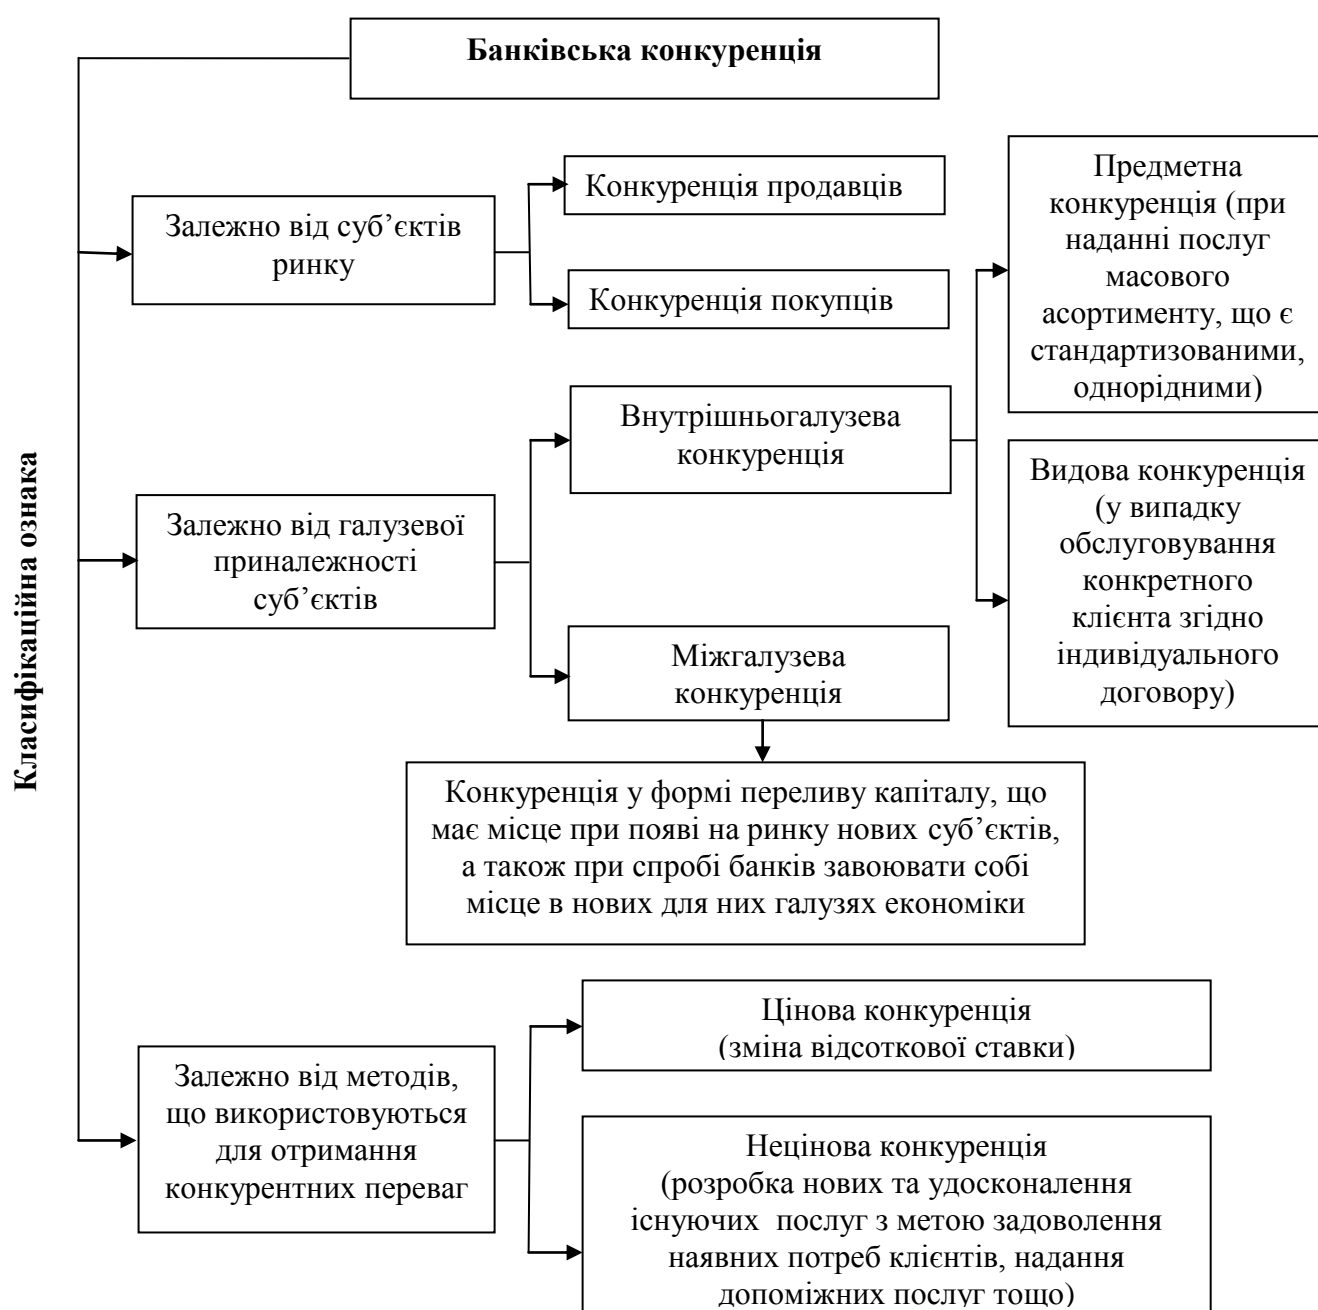 Банківська конкуренція
Класифікаційна ознака
Залежно від суб’єктів
ринку
Конкуренція продавців
Конкуренція покупців
Залежно від галузевої
приналежності
суб’єктів
Внутрішньогалузева
конкуренція
Предметна
конкуренція (при
наданні послуг
масового
асортименту, що є
стандартизованими,
однорідними)
Видова конкуренція
(у випадку
обслуговування
конкретного
клієнта згідно
індивідуального
договору)
Міжгалузева
конкуренція
Конкуренція у формі переливу капіталу, що
має місце при появі на ринку нових суб’єктів,
а також при спробі банків завоювати собі
місце в нових для них галузях економіки
Залежно від методів,
що використовуються
для отримання
конкурентних переваг
Цінова конкуренція
(зміна відсоткової ставки)
Нецінова конкуренція
(розробка нових та удосконалення
існуючих послуг з метою задоволення
наявних потреб клієнтів, надання
допоміжних послуг тощо)